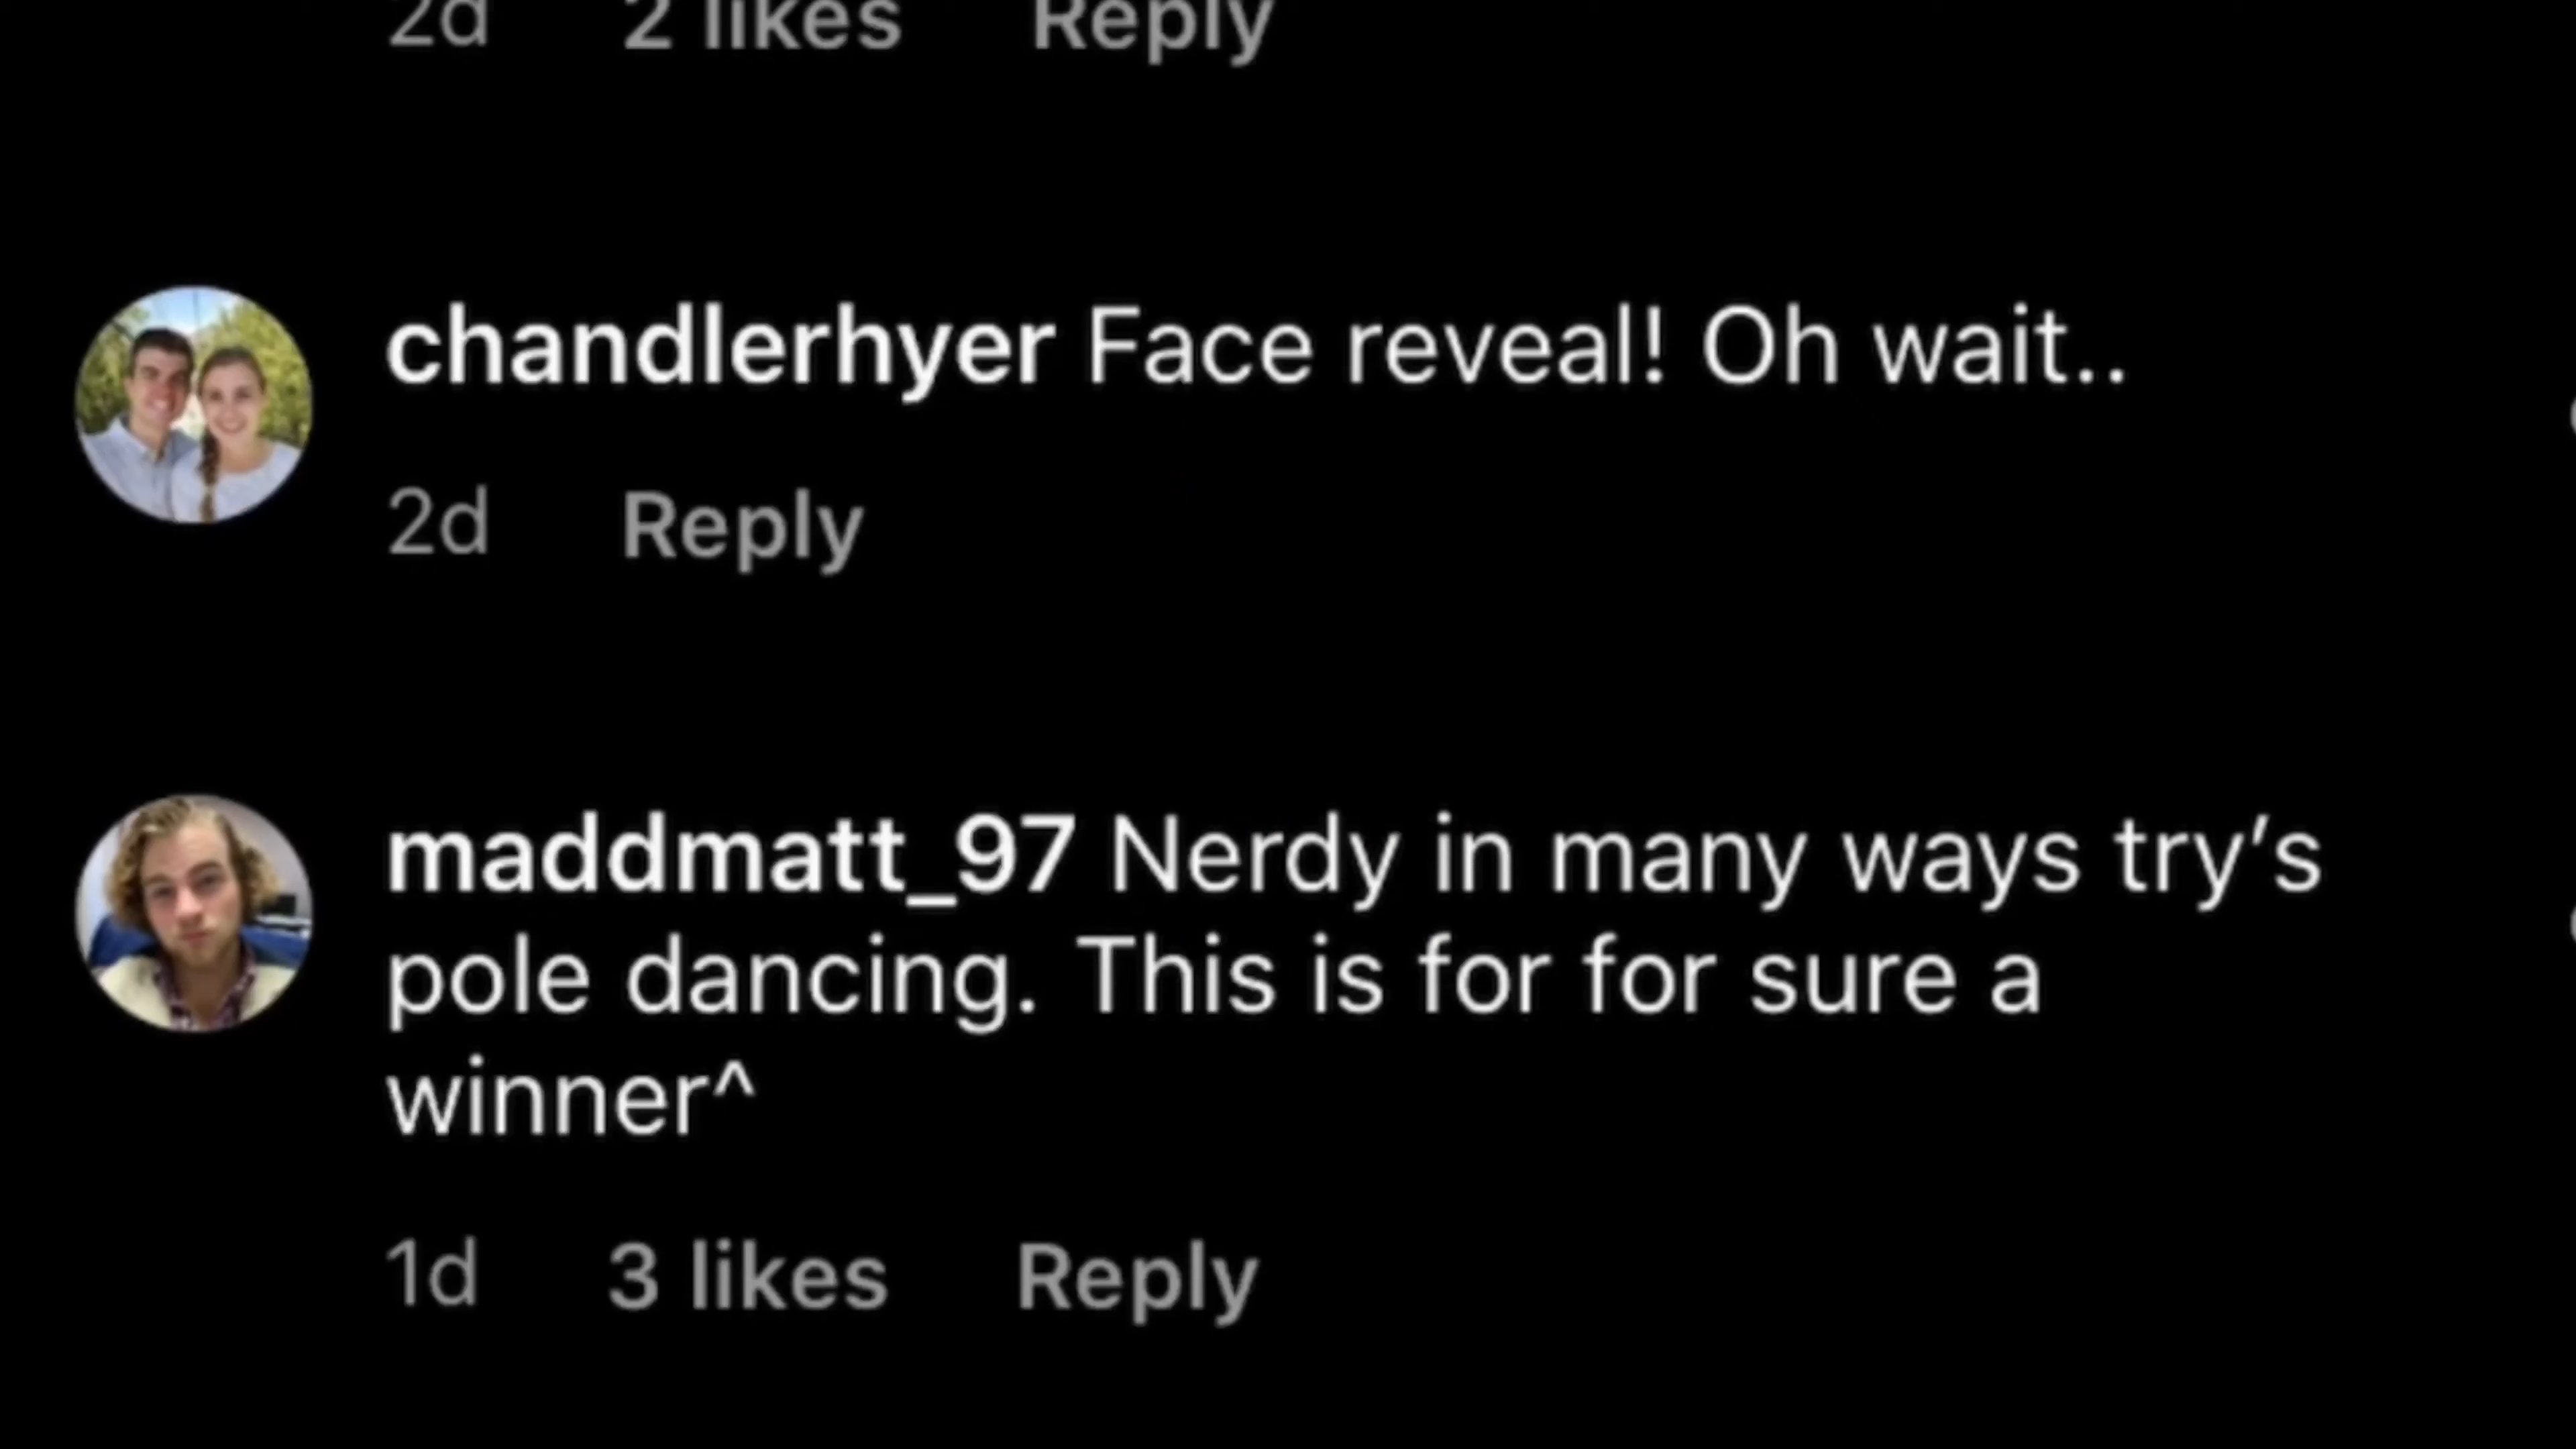 2d 2 likes Reply
chandlerhyer Face reveal! Oh wait..
2d Reply
maddmatt_97 Nerdy in many ways try’s
pole dancing. This is for for sure a
winner^
1d 3 likes Reply